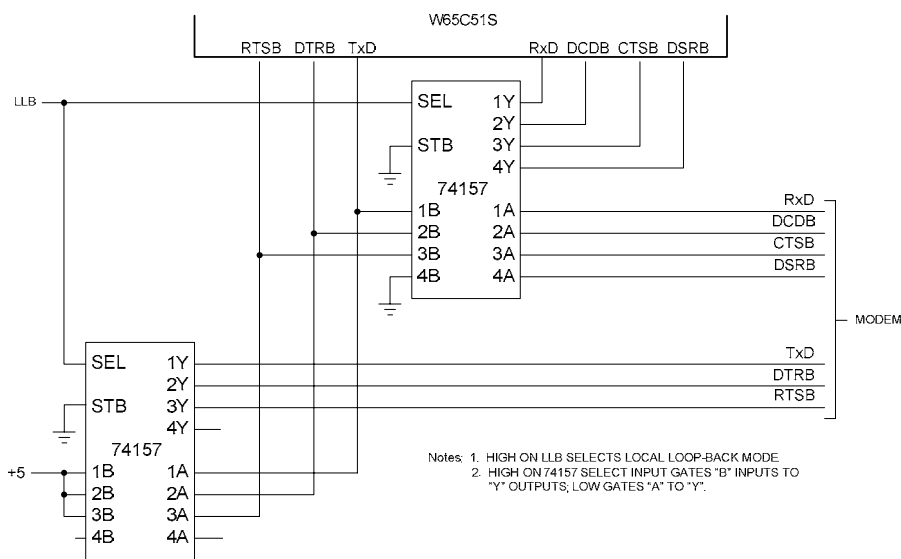 W65C51S
RTSB DTRB TxD RxD DCDB CTSB DSRB
LLB
SEL 1Y
2Y
STB 3Y
4Y
74157
1B 1A RxD
2B 2A DCDB
3B 3A CTSB
4B 4A DSRB
MODEM
SEL 1Y TxD
2Y DTRB
STB 3Y RTSB
4Y
74157
+5 1B 1A
2B 2A
3B 3A
4B 4A
Notes: 1. HIGH ON LLB SELECTS LOCAL LOOP-BACK MODE
2. HIGH ON 74157 SELECT INPUT GATES "B" INPUTS TO
"Y" OUTPUTS; LOW GATES "A" TO "Y".